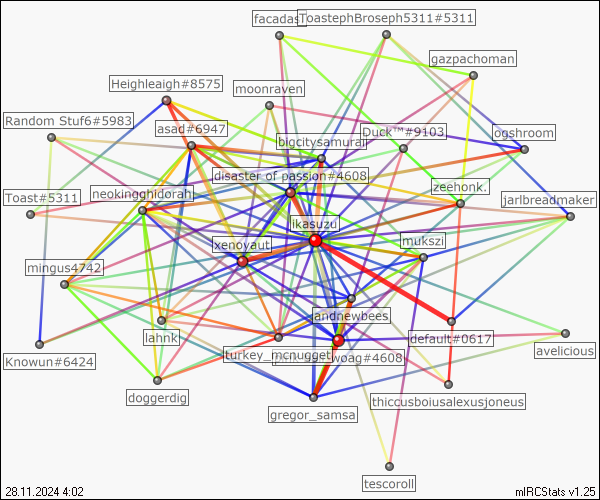 facadas
ToastephBroseph5311#5311
gazpachoman
Heighleaigh#8575
moonraven
Random Stuf6#5983
asad#6947
Duck™#9103
ogshroom
bigcitysamurai
disaster of passion#4608
zeehonk.
neokingghidorah
Toast#5311
jarlbreadmaker
ikasuzu
xenoyaut
mukszi
mingus4742
andnewbees
lahnk
default#0617
turkey_mcnugget
woag#4608
avelicious
Knowun#6424
doggerdig
thiccusboiusalexusjoneus
gregor_samsa
tescoroll
28.11.2024 4:02
mIRCStats v1.25